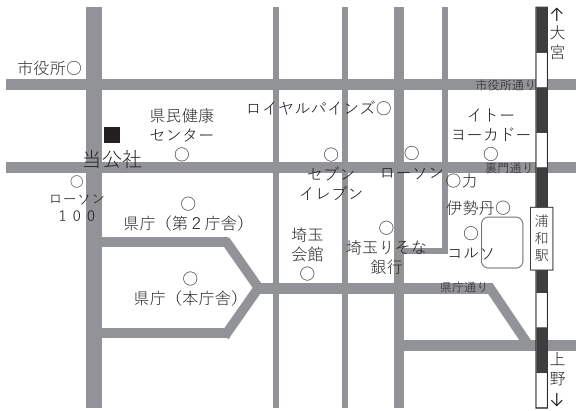 ↑
大
宮
市役所
市役所通り
ロイヤルパインズ
県民健康
センター
イトー
ヨーカドー
当公社
セブン
イレブン
ローソン
裏門通り
力
ローソン
１００
伊勢丹
県庁（第２庁舎）
埼玉
会館
埼玉りそな
銀行
コルソ
浦
和
駅
県庁（本庁舎）
県庁通り
上
野
↓